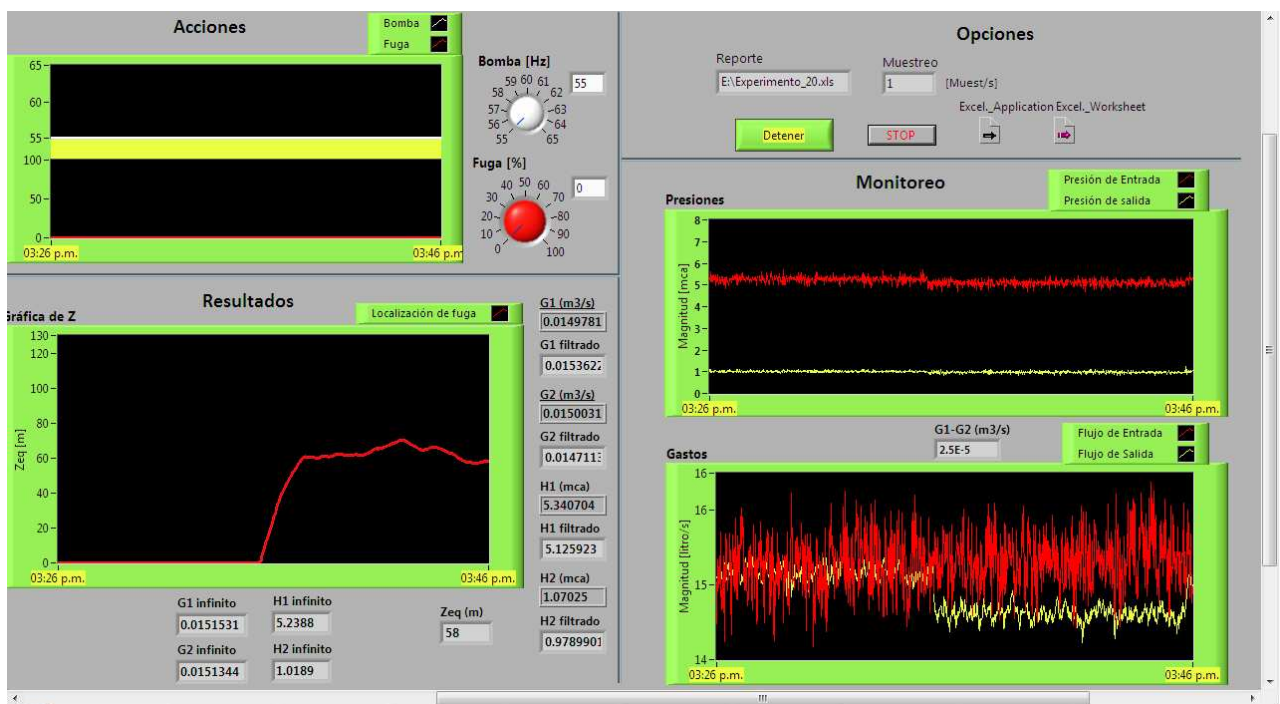 Acciones
Bomba
Fuga
65
60
55
100
50
0
03:26 p.m.
03:46 p.m
Bomba [Hz]
55
55 56 57 58 59 60 61 62 63 64 65
Fuga [%]
0
0 10 20 30 40 50 60 70 80 90 100
Opciones
Reporte
E:\Experimento_20.xls
Muestreo
1
[Muest/s]
Excel._Application Excel._Worksheet
Detener
STOP
Resultados
Gráfica de Z
Localización de fuga
130
120
100
80
60
40
20
0
Zeq [m]
03:26 p.m.
03:46 p.m.
G1 (m3/s)
0.0149781
G1 filtrado
0.015362
G2 (m3/s)
0.0150031
G2 filtrado
0.014711
H1 (mca)
5.340704
H1 filtrado
5.125923
H2 (mca)
1.07025
H2 filtrado
0.9789901
G1 infinito
0.0151531
H1 infinito
5.2388
G2 infinito
0.0151344
H2 infinito
1.0189
Zeq (m)
58
Monitoreo
Presiones
Presión de Entrada
Presión de salida
8
7
6
5
4
3
2
1
0
Magnitud [mca]
03:26 p.m.
03:46 p.m.
G1-G2 (m3/s)
2.5E-5
Gastos
Flujo de Entrada
Flujo de Salida
16
16
15
14
Magnitud [litro/s]
03:26 p.m.
03:46 p.m.